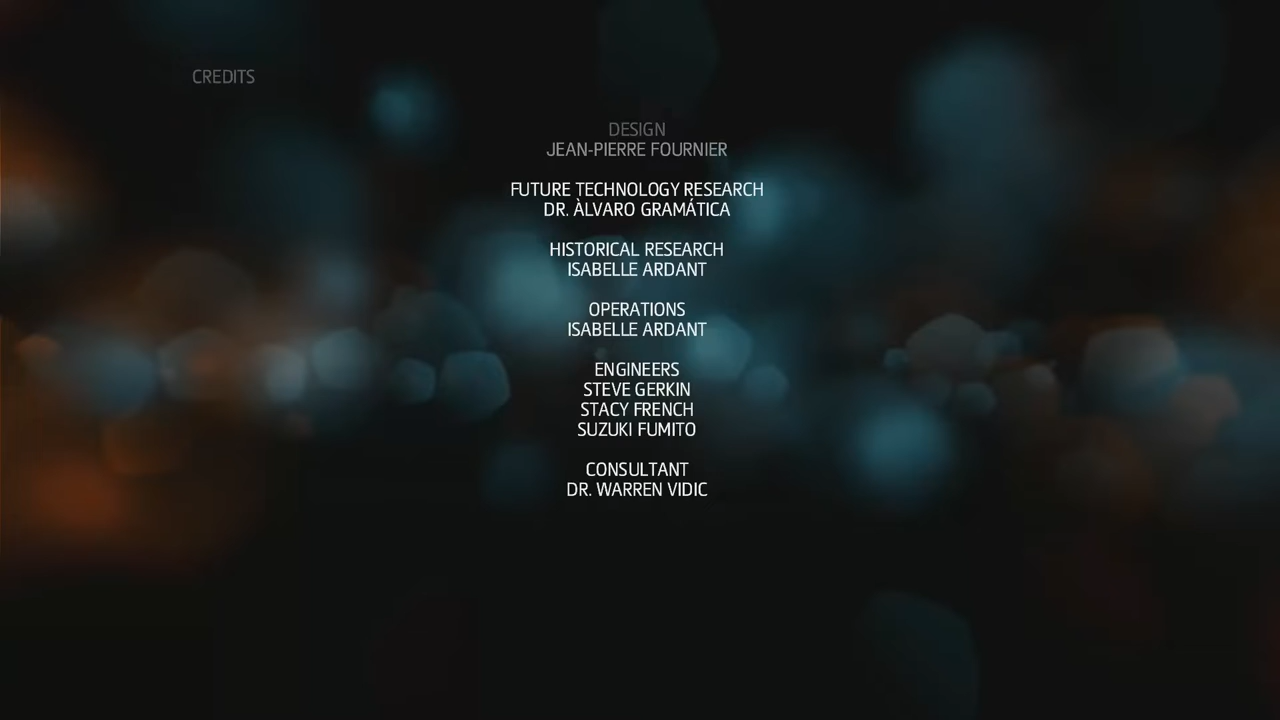 CREDITS
DESIGN
JEAN-PIERRE FOURNIER
FUTURE TECHNOLOGY RESEARCH
DR. ÀLVARO GRAMÁTICA
HISTORICAL RESEARCH
ISABELLE ARDANT
OPERATIONS
ISABELLE ARDANT
ENGINEERS
STEVE GERKIN
STACY FRENCH
SUZUKI FUMITO
CONSULTANT
DR. WARREN VIDIC